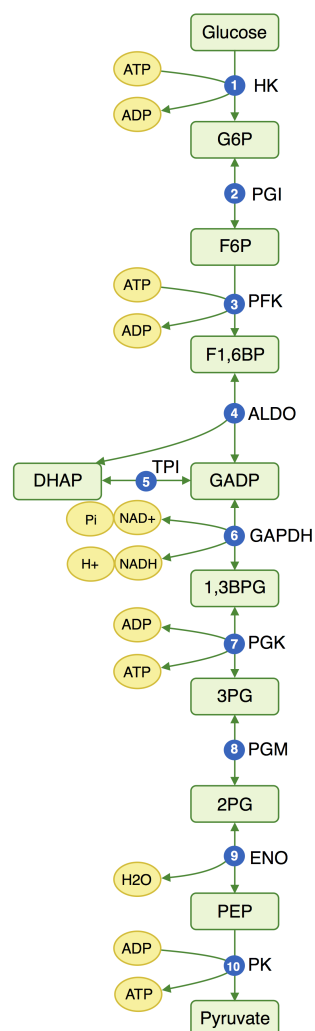 Glucose
ATP
1 HK
ADP
G6P
2 PGI
F6P
ATP
3 PFK
ADP
F1,6BP
4 ALDO
TPI
DHAP 5 GADP
Pi NAD+
6 GAPDH
H+ NADH
1,3BPG
ADP
7 PGK
ATP
3PG
8 PGM
2PG
9 ENO
H2O
PEP
ADP
10 PK
ATP
Pyruvate